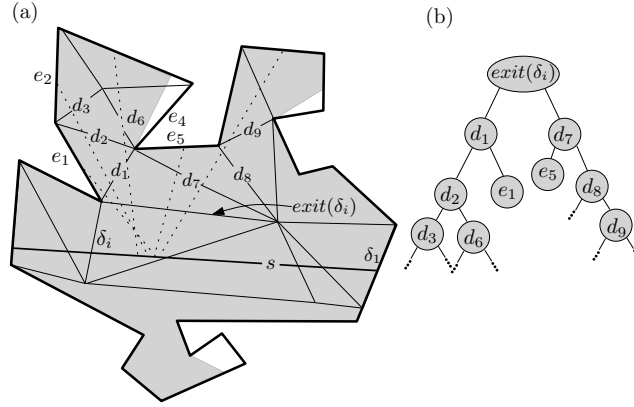 (a)
(b)
e2
e4
e5
d3
d6
d2
d9
e1
d1
d7
d8
exit(δi)
δi
s
δ1
exit(δi)
d1
d7
e5
d2
e1
d8
d3
d6
d9